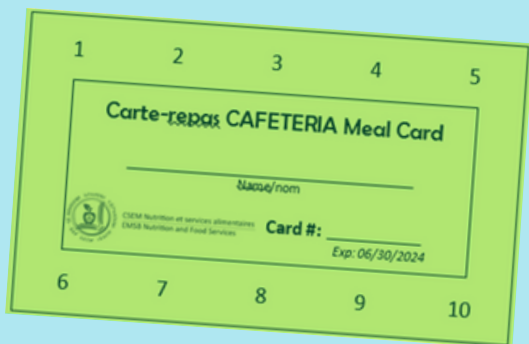 1 2 3 4 5
Carte-repas CAFETERIA Meal Card
Name/nom
CSEM Nutrition et services alimentaires
EMSB Nutrition and Food Services
Card #:
Exp: 06/30/2024
6 7 8 9 10